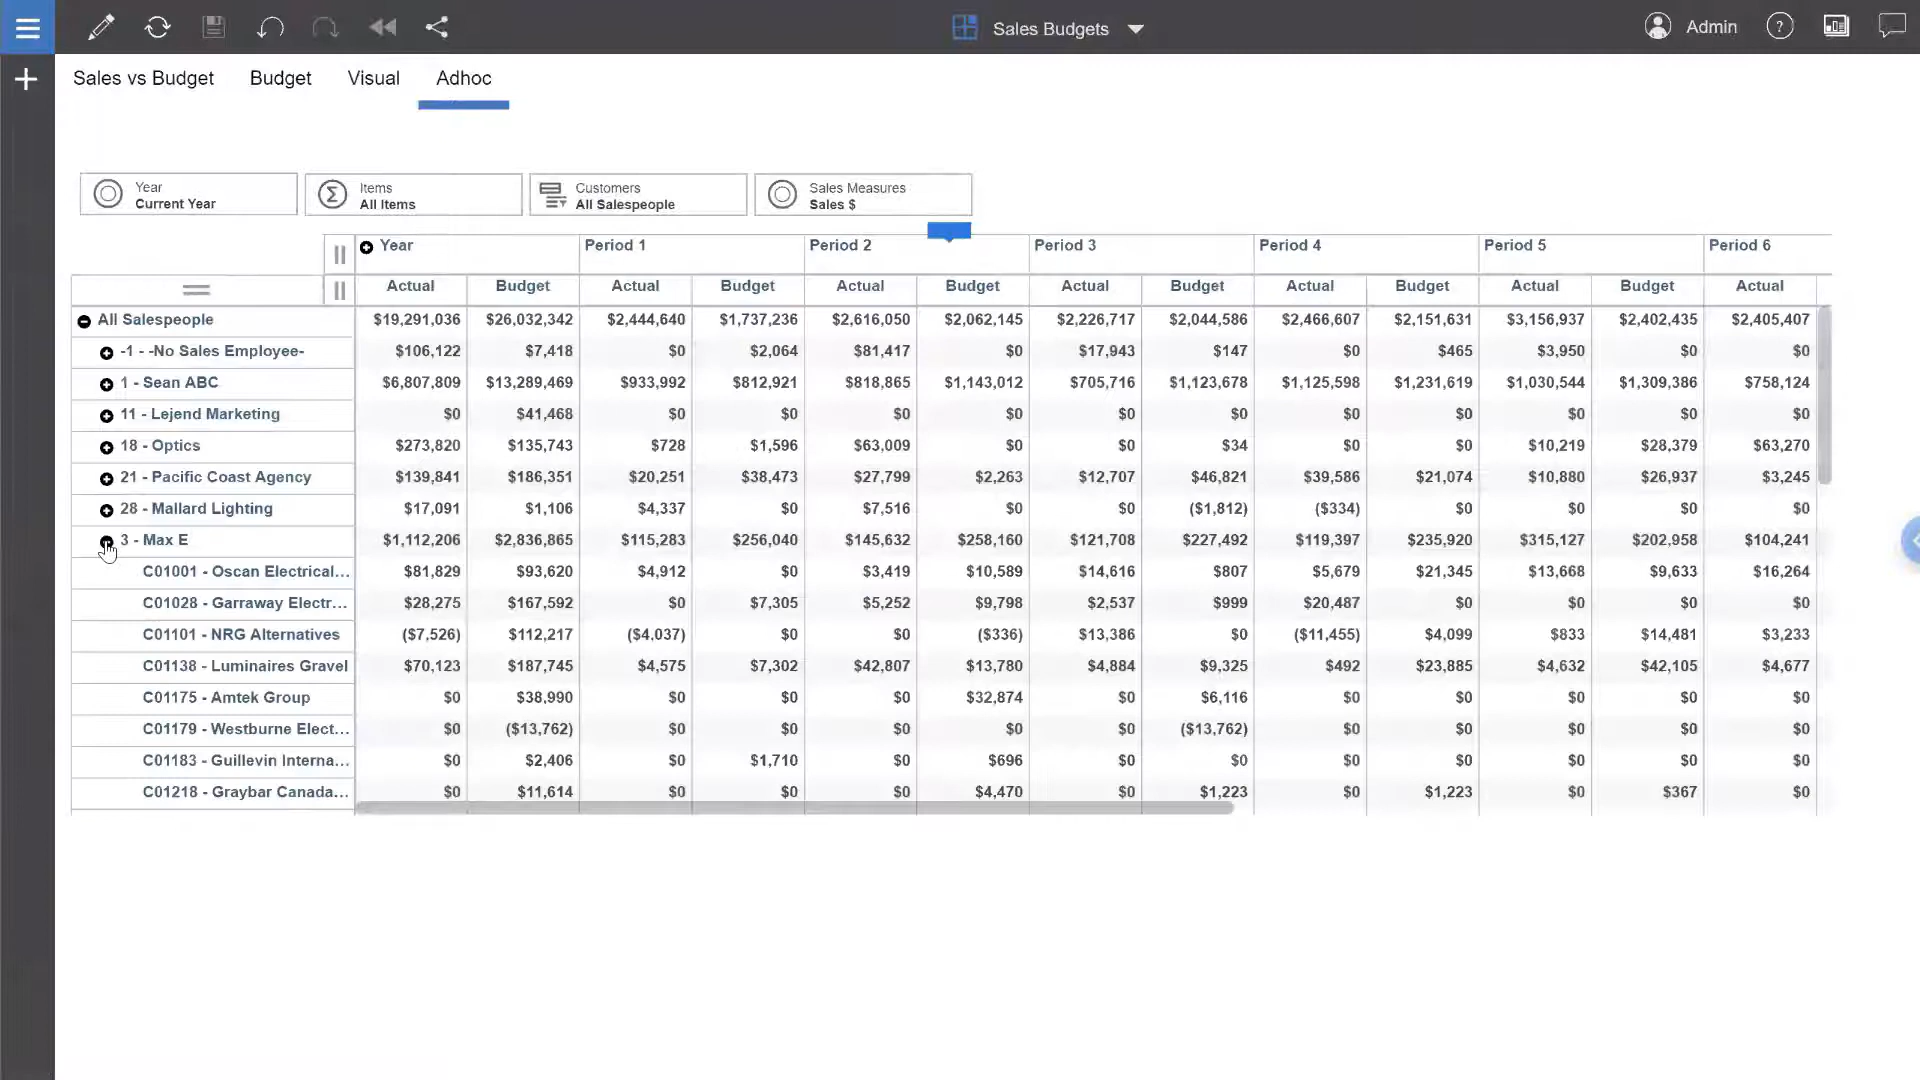 Sales Budgets
Admin
?
Sales vs Budget Budget Visual Adhoc
Year Items Customers Sales Measures
Current Year All Items All Salespeople Sales $
Year Period 1 Period 2 Period 3 Period 4 Period 5 Period 6
Actual Budget Actual Budget Actual Budget Actual Budget Actual Budget Actual Budget Actual
All Salespeople $19,291,036 $26,032,342 $2,444,640 $1,737,236 $2,616,050 $2,062,145 $2,226,717 $2,044,586 $2,466,607 $2,151,631 $3,156,937 $2,402,435 $2,405,407
-1 - -No Sales Employee- $106,122 $7,418 $0 $2,064 $81,417 $0 $17,943 $147 $0 $465 $3,950 $0 $0
1 - Sean ABC $6,807,809 $13,289,469 $933,992 $812,921 $818,865 $1,143,012 $705,716 $1,123,678 $1,125,598 $1,231,619 $1,030,544 $1,309,386 $758,124
11 - Lejend Marketing $0 $41,468 $0 $0 $0 $0 $0 $0 $0 $0 $0 $0 $0
18 - Optics $273,820 $135,743 $728 $1,596 $63,009 $0 $0 $34 $0 $0 $10,219 $28,379 $63,270
21 - Pacific Coast Agency $139,841 $186,351 $20,251 $38,473 $27,799 $2,263 $12,707 $46,821 $39,586 $21,074 $10,880 $26,937 $3,245
28 - Mallard Lighting $17,091 $1,106 $4,337 $0 $7,516 $0 $0 ($1,812) ($334) $0 $0 $0 $0
3 - Max E $1,112,206 $2,836,865 $115,283 $256,040 $145,632 $258,160 $121,708 $227,492 $119,397 $235,920 $315,127 $202,958 $104,241
C01001 - Oscan Electrical... $81,829 $93,620 $4,912 $0 $3,419 $10,589 $14,616 $807 $5,679 $21,345 $13,668 $9,633 $16,264
C01028 - Garraway Electr... $28,275 $167,592 $0 $7,305 $5,252 $9,798 $2,537 $999 $20,487 $0 $0 $0 $0
C01101 - NRG Alternatives ($7,526) $112,217 ($4,037) $0 $0 ($336) $13,386 $0 ($11,455) $4,099 $833 $14,481 $3,233
C01138 - Luminaires Gravel $70,123 $187,745 $4,575 $7,302 $42,807 $13,780 $4,884 $9,325 $492 $23,885 $4,632 $42,105 $4,677
C01175 - Amtek Group $0 $38,990 $0 $0 $0 $32,874 $0 $6,116 $0 $0 $0 $0 $0
C01179 - Westburne Elect... $0 ($13,762) $0 $0 $0 $0 $0 ($13,762) $0 $0 $0 $0 $0
C01183 - Guillevin Interna... $0 $2,406 $0 $1,710 $0 $696 $0 $0 $0 $0 $0 $0 $0
C01218 - Graybar Canada... $0 $11,614 $0 $0 $0 $4,470 $0 $1,223 $0 $1,223 $0 $367 $0